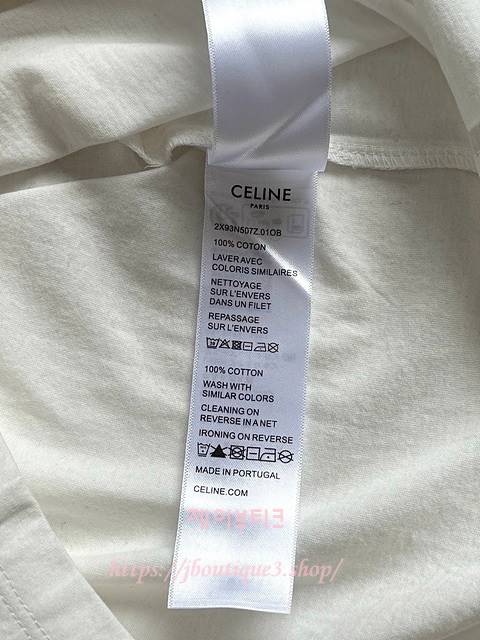 CELINE
PARIS
2X93N507Z.01OB
100% COTON
LAVER AVEC
COLORIS SIMILAIRES
NETTOYAGE
SUR L'ENVERS
DANS UN FILET
REPASSAGE
SUR L'ENVERS
100% COTTON
WASH WITH
SIMILAR COLORS
CLEANING ON
REVERSE IN A NET
IRONING ON REVERSE
MADE IN PORTUGAL
CELINE.COM
제이부티크
https://jboutique3.shop/